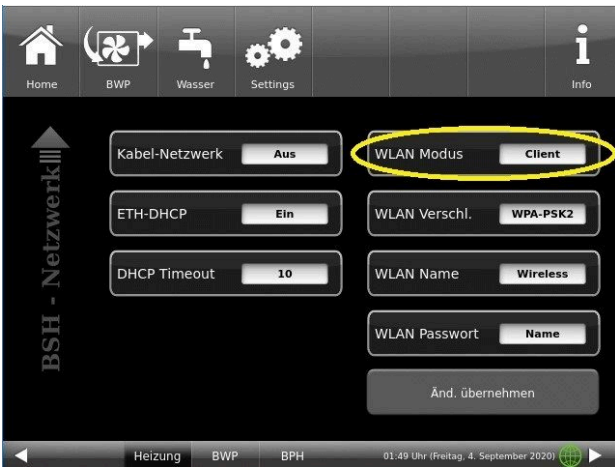 Home BWP Wasser Settings Info
BSH - Netzwerk
Kabel-Netzwerk Aus
WLAN Modus Client
ETH-DHCP Ein
WLAN Verschl. WPA-PSK2
DHCP Timeout 10
WLAN Name Wireless
WLAN Passwort Name
Änd. übernehmen
Heizung BWP BPH 01:49 Uhr (Freitag, 4. September 2020)